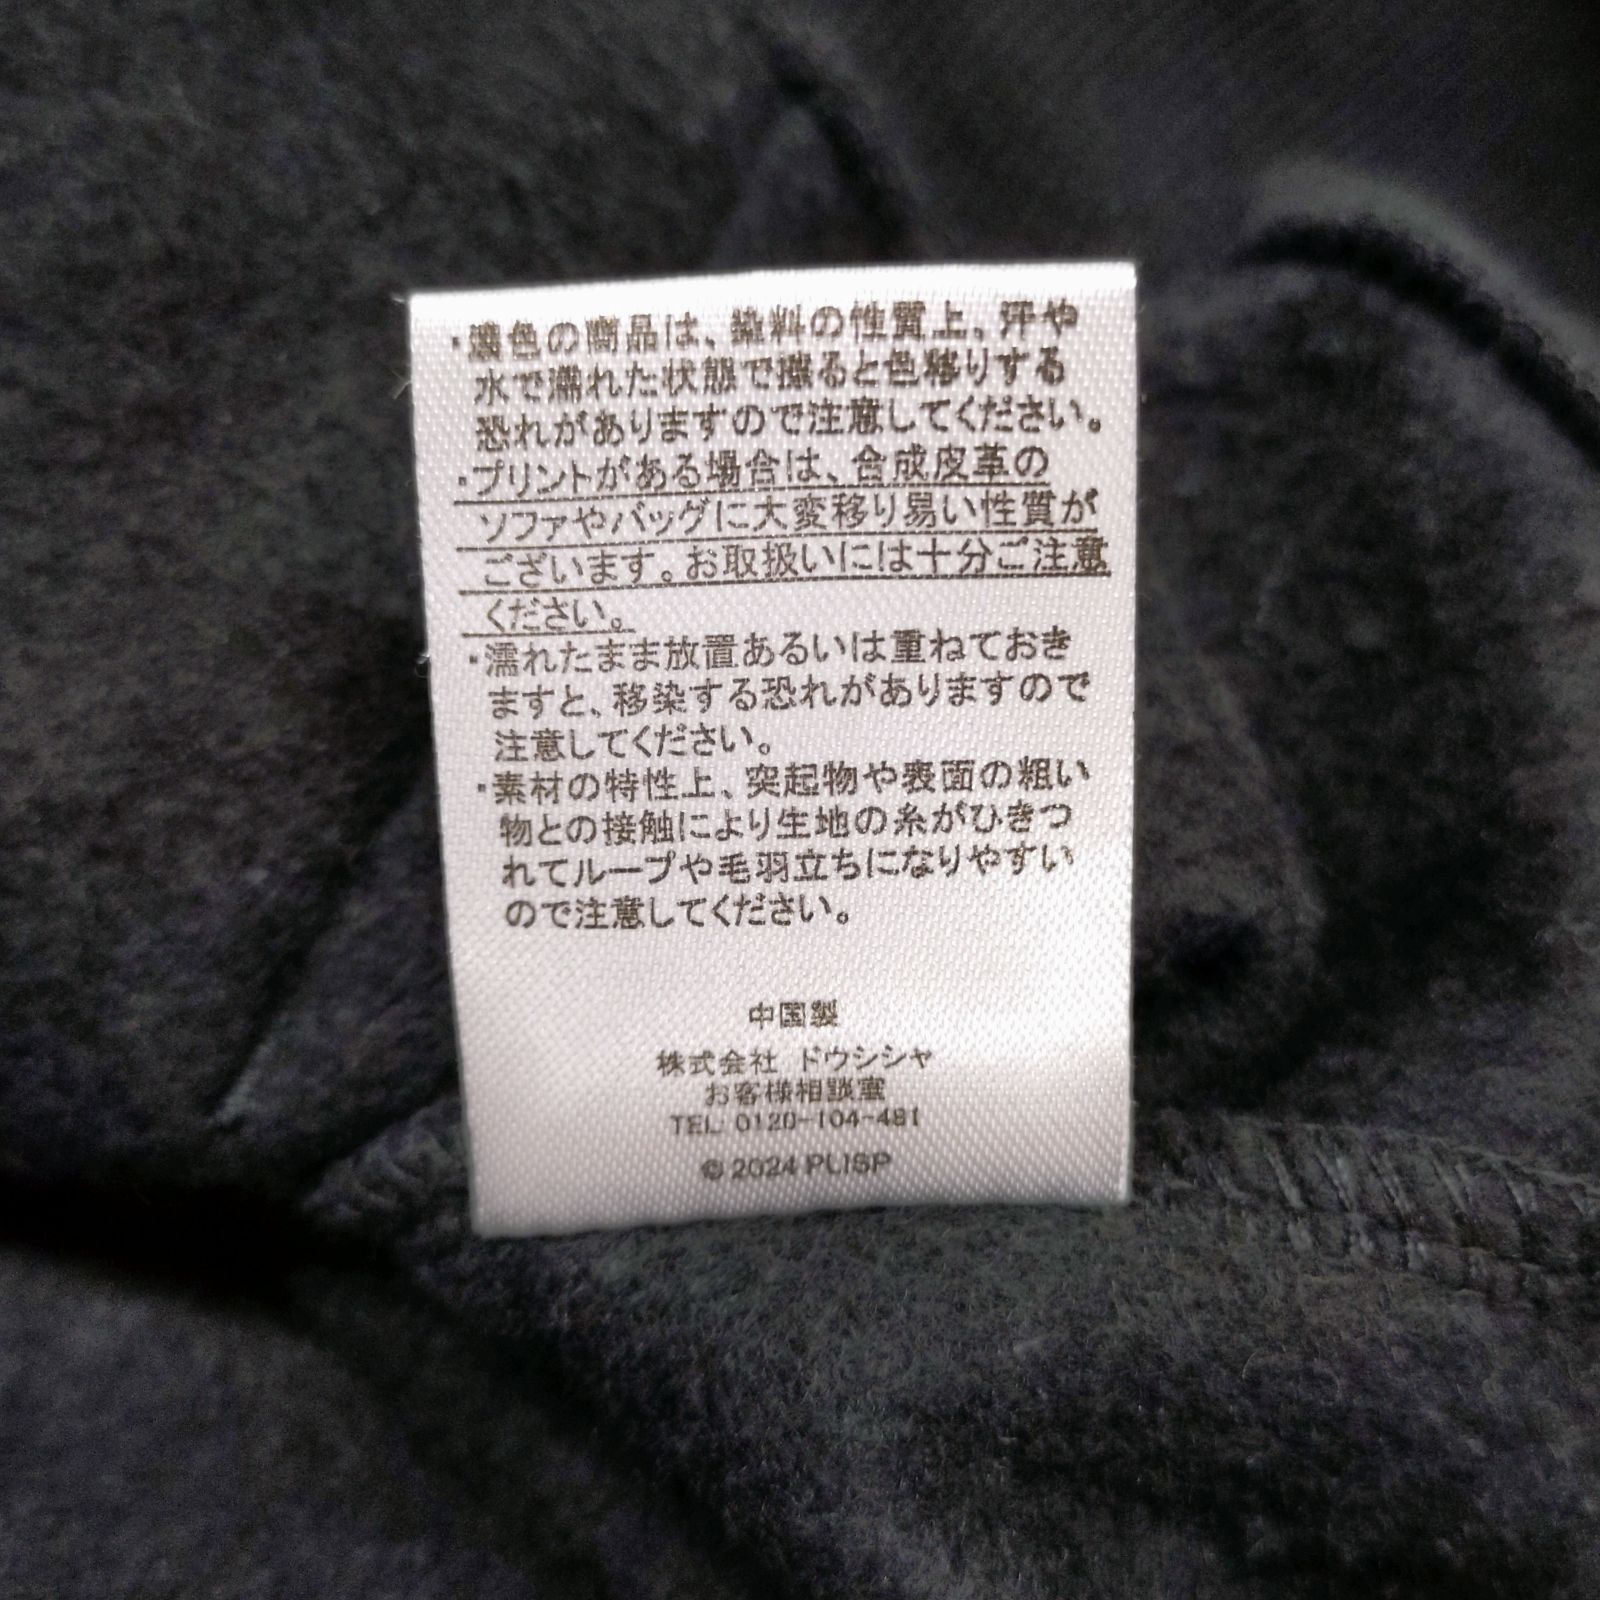 ・濃色の商品は、染料の性質上、汗や
水で濡れた状態で擦ると色移りする
恐れがありますので注意してください。
・プリントがある場合は、合成皮革の
ソファやバッグに大変移り易い性質が
ございます。お取扱いには十分ご注意
ください。
・濡れたまま放置あるいは重ねておき
ますと、移染する恐れがありますので
注意してください。
・素材の特性上、突起物や表面の粗い
物との接触により生地の糸がひきつ
れてループや毛羽立ちになりやすい
ので注意してください。
中国製
株式会社 ドウシシャ
お客様相談室
TEL: 0120-104-481
© 2024 PLISP